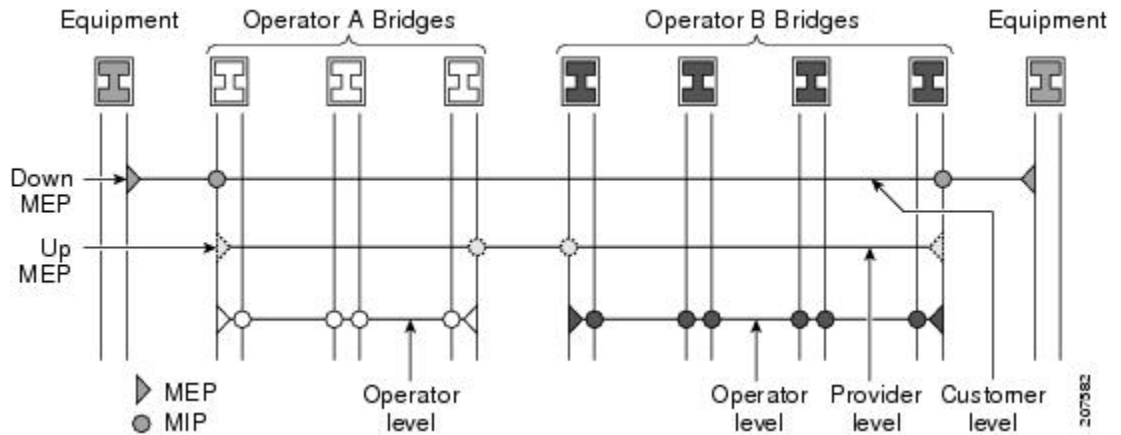 Equipment
Operator A Bridges
Operator B Bridges
Equipment
Down
MEP
Up
MEP
MEP
MIP
Operator
level
Operator
level
Provider
level
Customer
level
207582